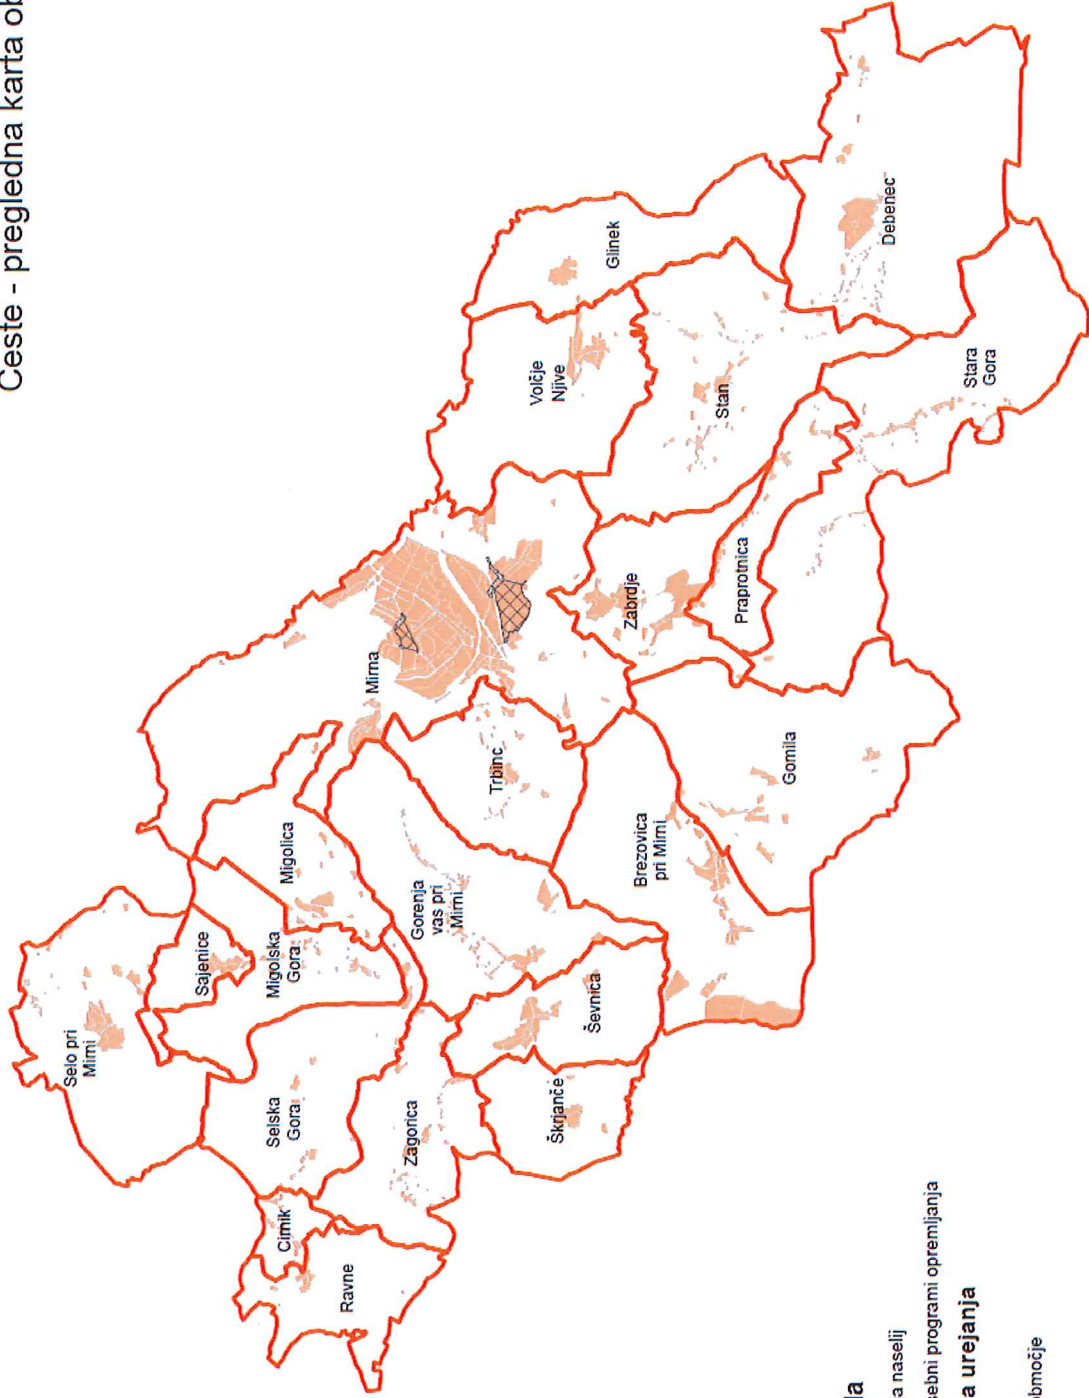 Ceste - pregledna karta ob
Selo pri
Mirni
Sajenice
Cirnik
Selska
Gora
Migolska
Gora
Migolica
Ravne
Mirna
Zagorica
Gorenja
vas pri
Mirni
Trbinc
Volčje
Njive
Škrjanče
Ševnica
Glinek
Zabrdje
Brezovica
pri Mirni
Stan
Praprotnica
Gomila
Debenec
Stara
Gora
a naselij
sebni programi opremljanja
a urejanja
bmočje